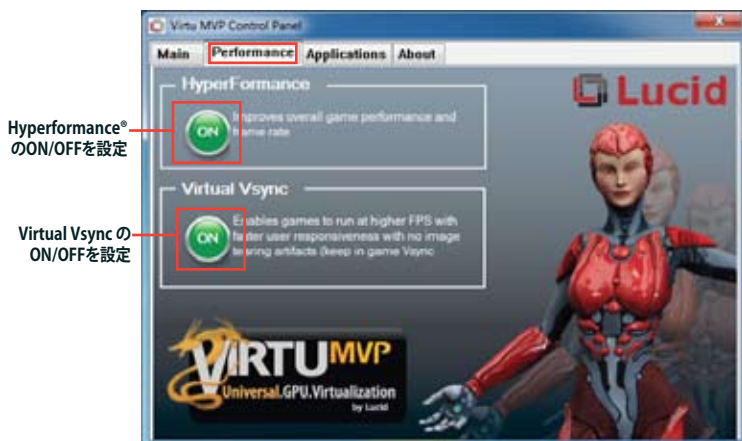 Virtu MVP Control Panel
Main Performance Applications About
HyperFormance
ON
Improves overall game performance and
frame rate
Hyperformance®
のON/OFFを設定
Virtual Vsync
ON
Enables games to run at higher FPS with
faster user responsiveness with no image
tearing artifacts (keep in game Vsync
Virtual Vsync の
ON/OFFを設定
Lucid
VIRTU MVP
Universal.GPU.Virtualization
by Lucid